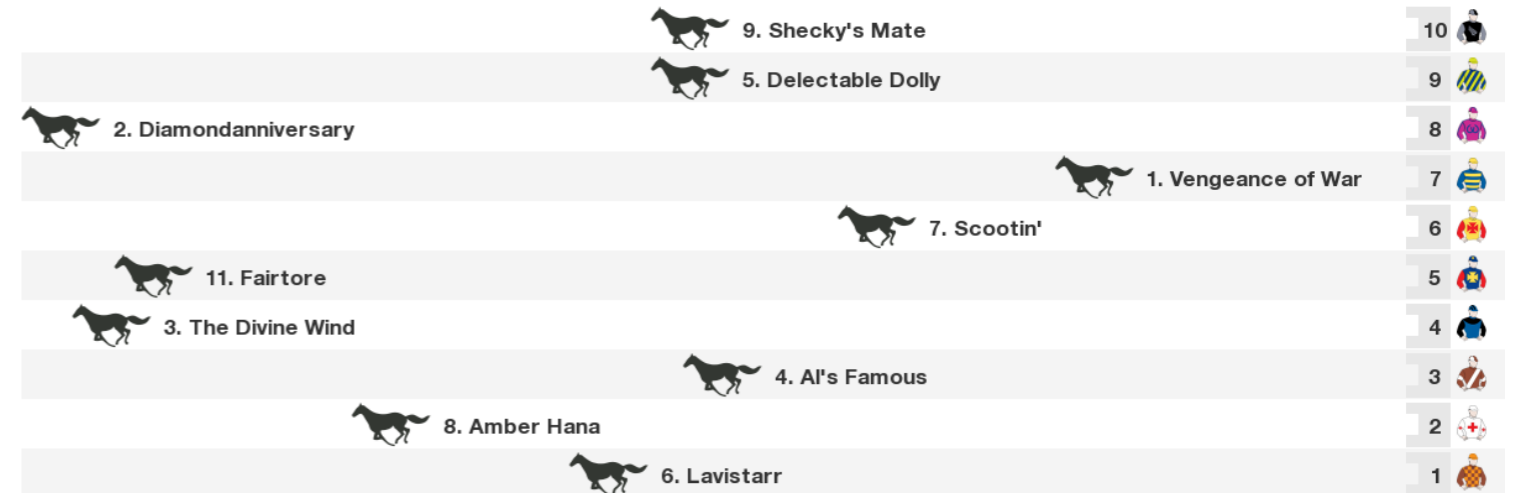 9. Shecky's Mate 10
5. Delectable Dolly 9
2. Diamondanniversary 8
1. Vengeance of War 7
7. Scootin' 6
11. Fairtore 5
3. The Divine Wind 4
4. Al's Famous 3
8. Amber Hana 2
6. Lavistarr 1